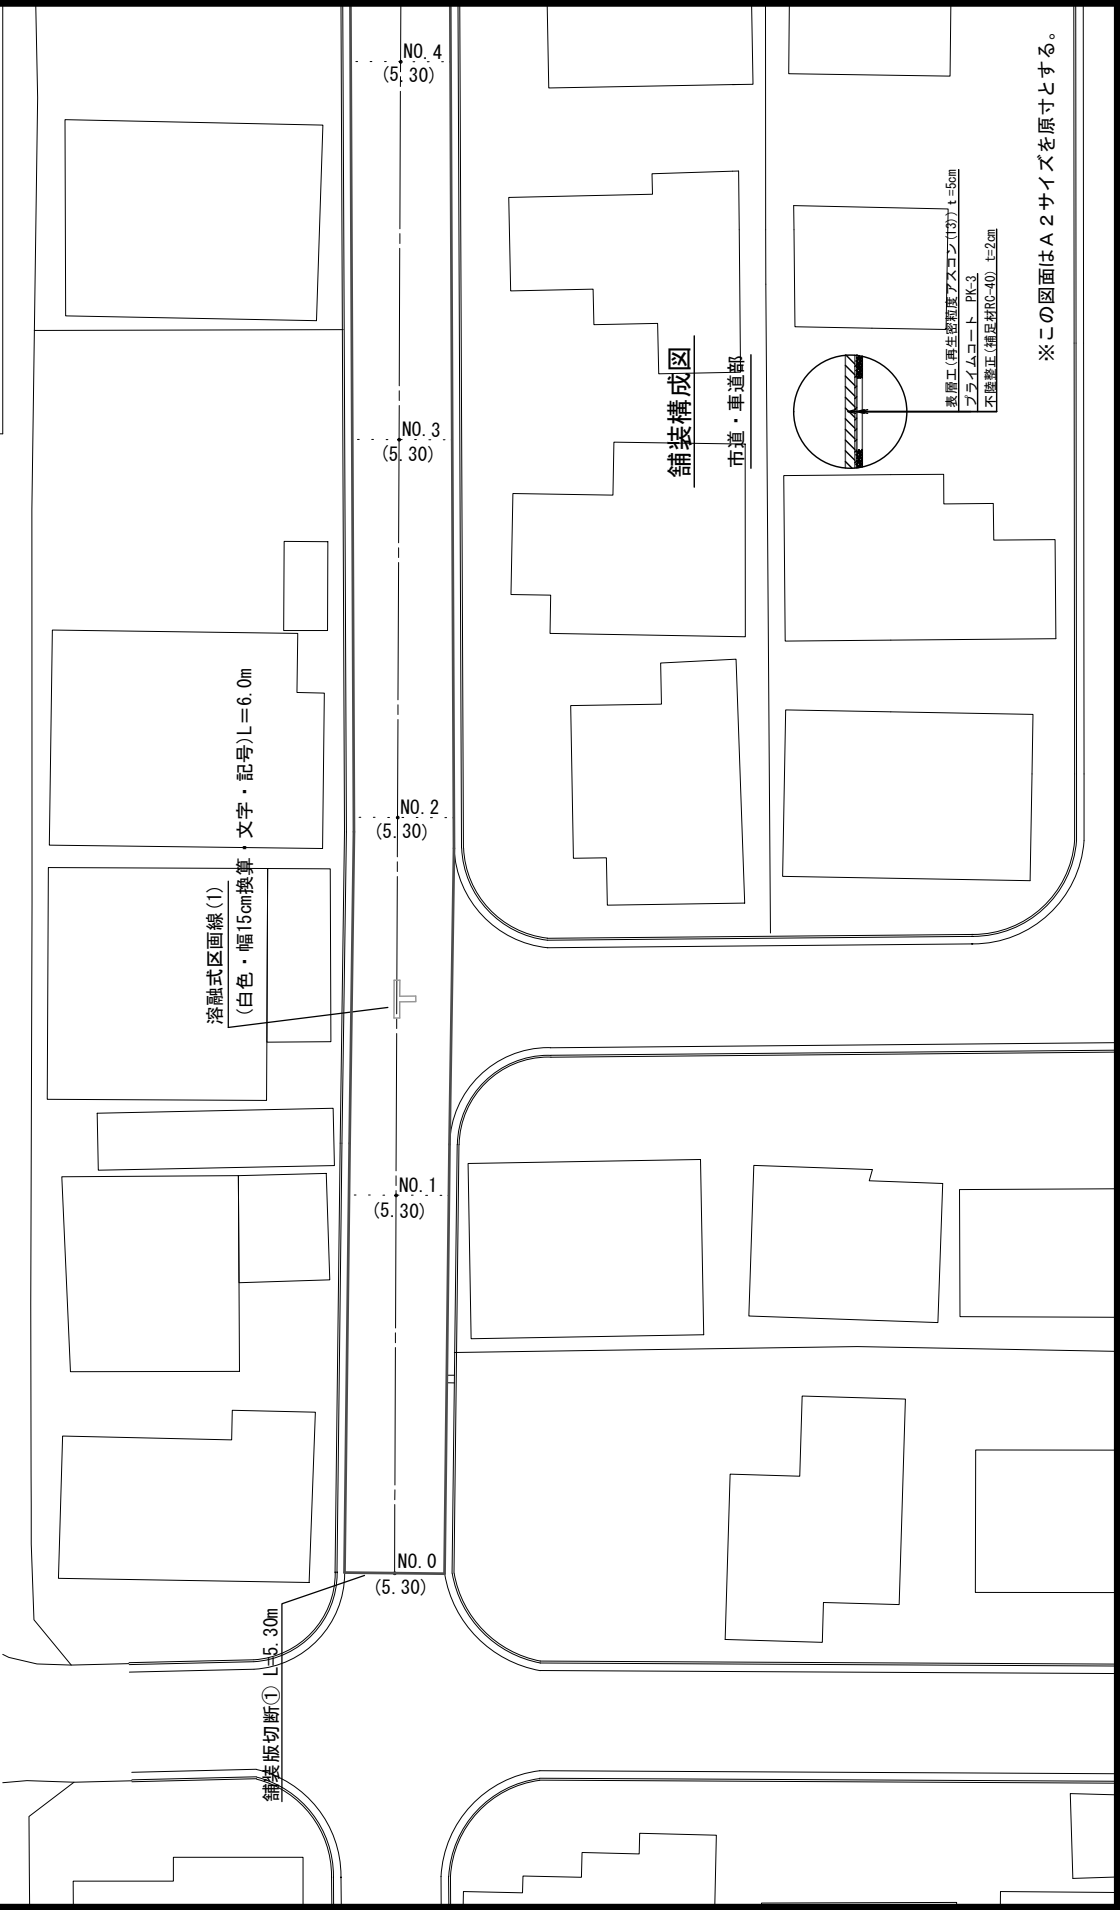 NO.4
(5.30)
NO.3
(5.30)
NO.2
(5.30)
NO.1
(5.30)
NO.0
(5.30)
溶融式区画線(1)
(白色・幅15cm換算・文字・記号)L＝6.0m
舗装版切断① L=5.30m
舗装構成図
市道・車道部
表層工(再生密粒度アスコン(13)) t=5cm
プライムコート PK-3
不陸整正(補足材RC-40) t=2cm
※この図面はＡ２サイズを原寸とする。